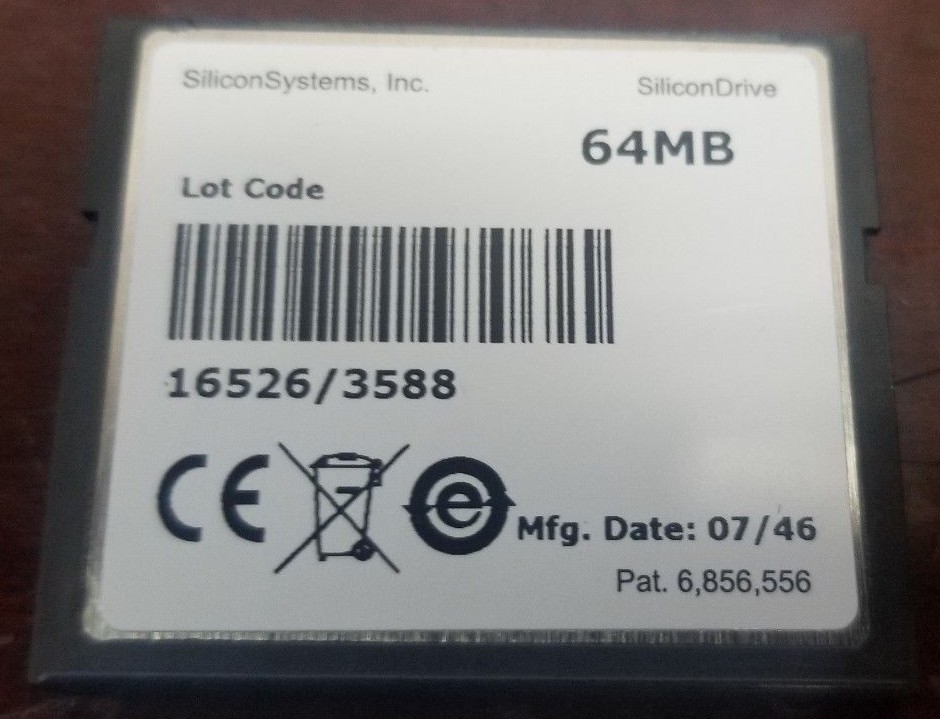 SiliconSystems, Inc. SiliconDrive
64MB
Lot Code
16526/3588
CE
e
Mfg. Date: 07/46
Pat. 6,856,556